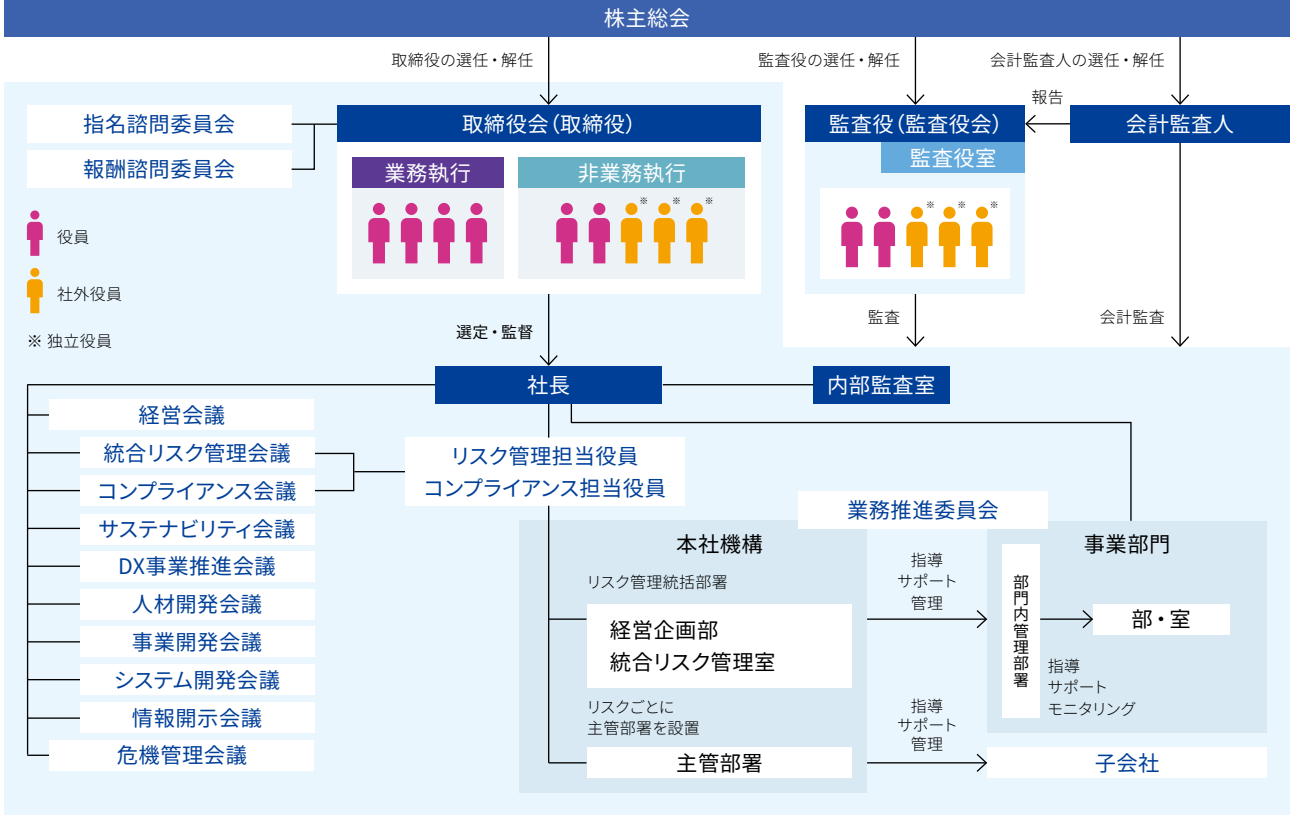 株主総会
取締役の選任・解任
監査役の選任・解任
会計監査人の選任・解任
指名諮問委員会
報酬諮問委員会
取締役会(取締役)
監査役(監査役会)
報告
会計監査人
監査役室
業務執行
非業務執行
※
※
※
※
※
※
役員
社外役員
※ 独立役員
選定・監督
監査
会計監査
社長
内部監査室
経営会議
統合リスク管理会議
コンプライアンス会議
サステナビリティ会議
DX事業推進会議
人材開発会議
事業開発会議
システム開発会議
情報開示会議
危機管理会議
リスク管理担当役員
コンプライアンス担当役員
業務推進委員会
本社機構
リスク管理統括部署
経営企画部
統合リスク管理室
リスクごとに
主管部署を設置
主管部署
指導
サポート
管理
指導
サポート
管理
事業部門
部門内管理部署
部・室
指導
サポート
モニタリング
子会社